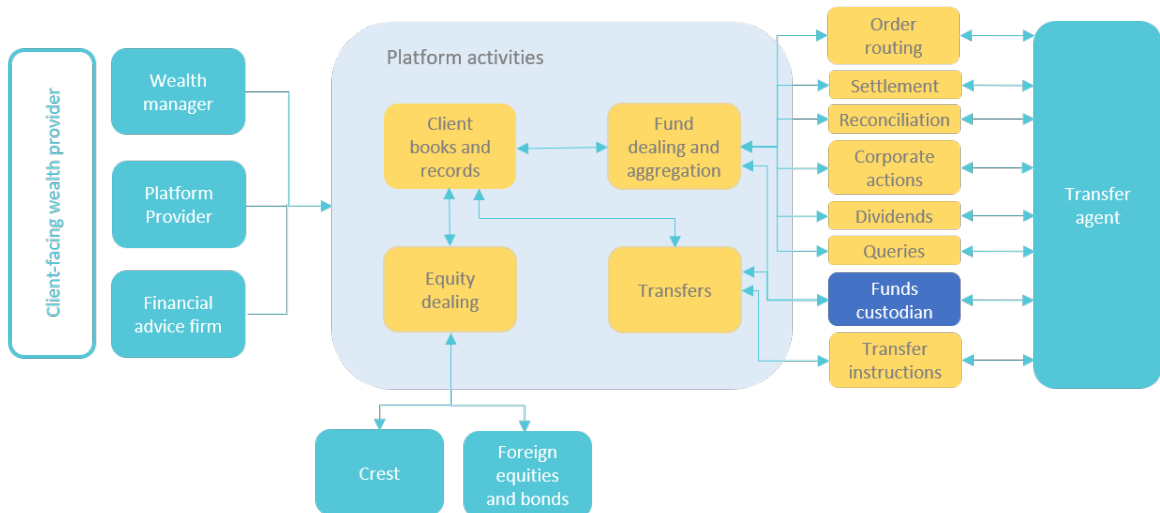 Client-facing wealth provider
Wealth
manager
Platform
Provider
Financial
advice firm
Platform activities
Client
books and
records
Fund
dealing and
aggregation
Equity
dealing
Transfers
Crest
Foreign
equities
and bonds
Order
routing
Settlement
Reconciliation
Corporate
actions
Dividends
Queries
Funds
custodian
Transfer
instructions
Transfer
agent